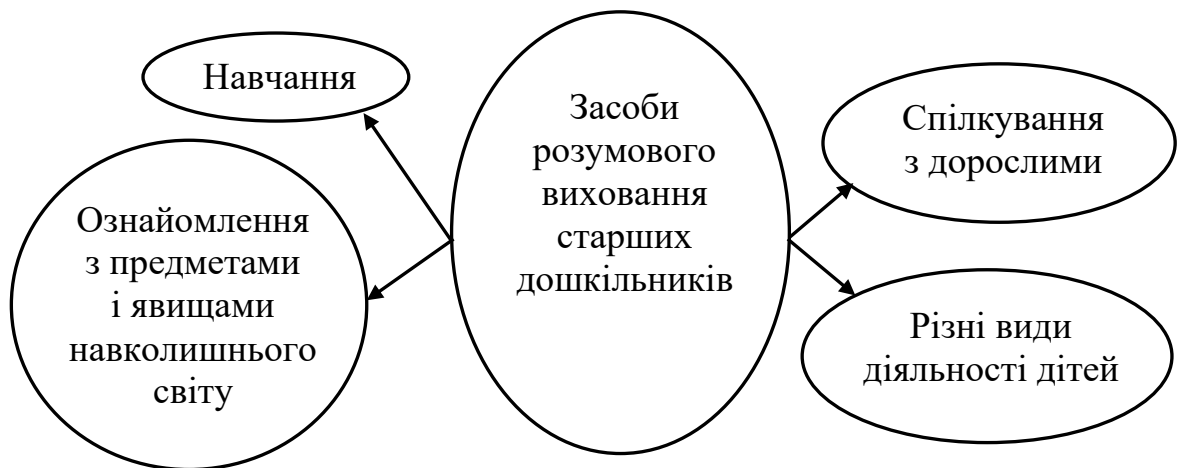 Навчання
Ознайомлення
з предметами
і явищами
навколишнього
світу
Засоби
розумового
виховання
старших
дошкільників
Спілкування
з дорослими
Різні види
діяльності дітей